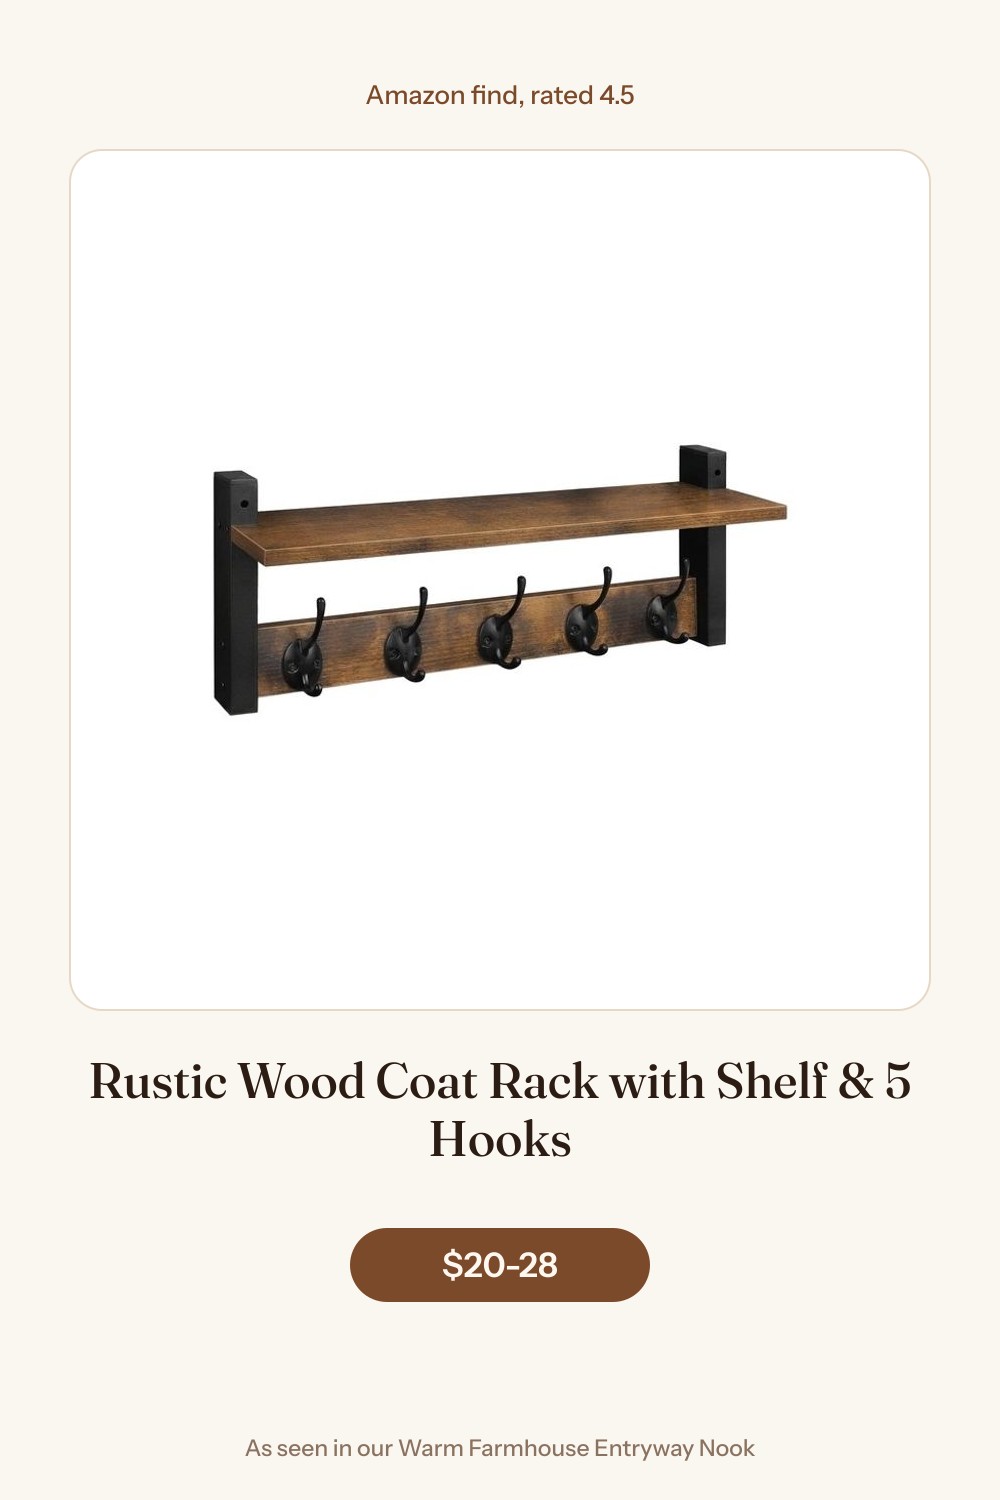 Amazon find, rated 4.5
Rustic Wood Coat Rack with Shelf & 5
Hooks
$20-28
As seen in our Warm Farmhouse Entryway Nook